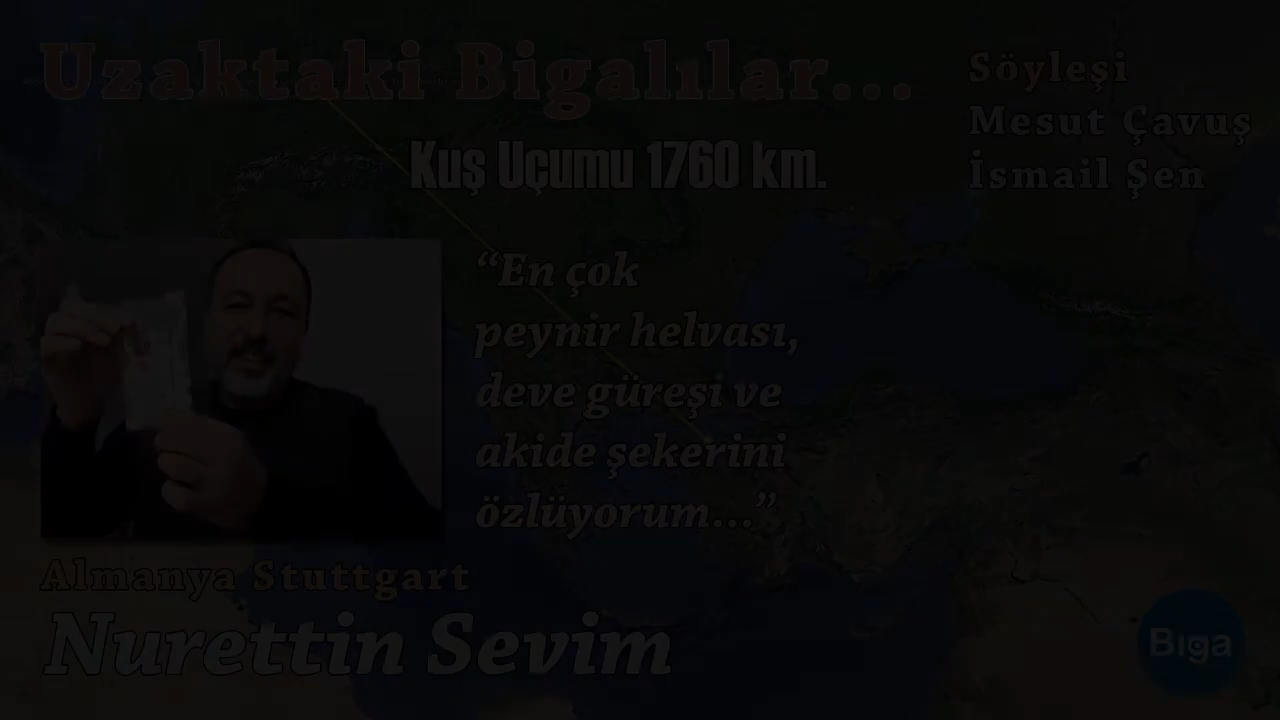 Uzaktaki Bigalılar...
Söyleşi
Mesut Çavuş
İsmail Şen
Kuş Uçumu 1760 km.
“En çok
peynir helvası,
deve güreşi ve
akide şekerini
özlüyorum...”
Almanya Stuttgart
Nurettin Sevim
Biga